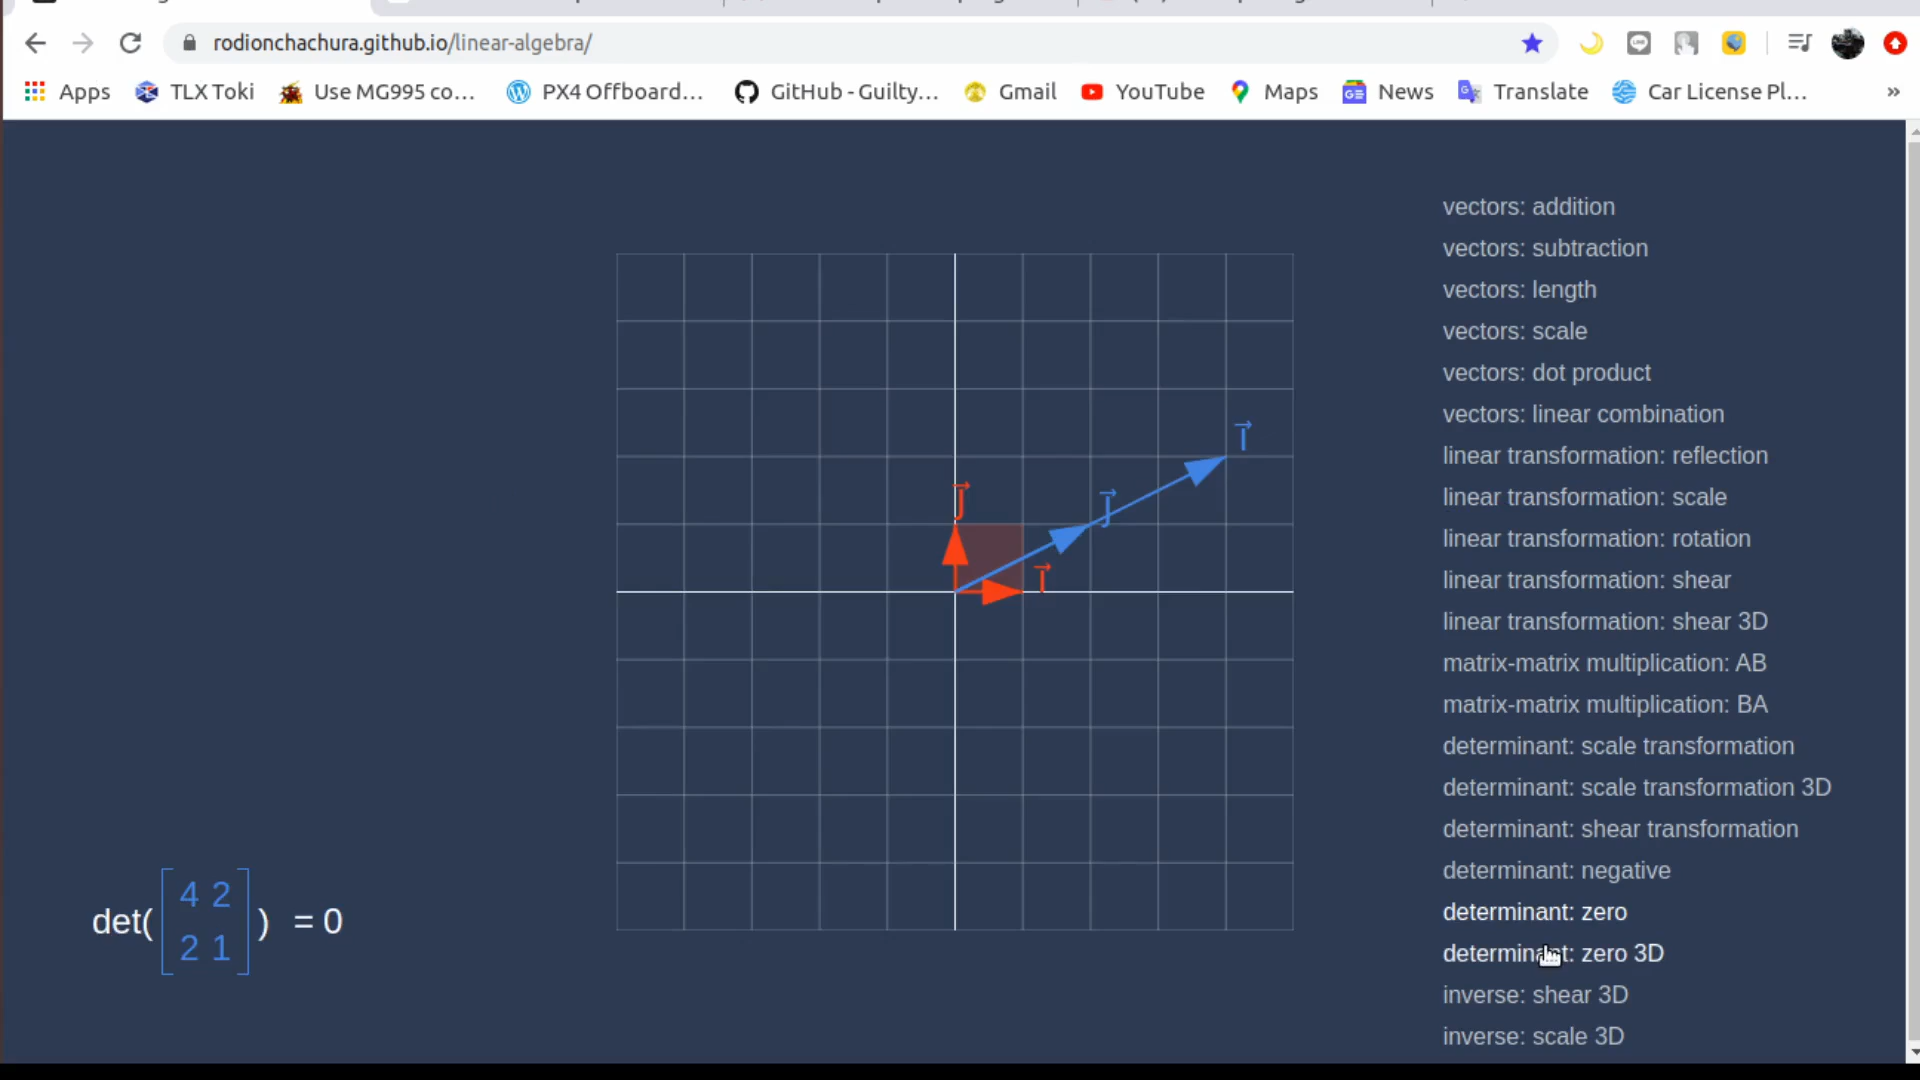 rodionchachura.github.io/linear-algebra/
Apps TLX Toki Use MG995 co... PX4 Offboard... GitHub - Guilty... Gmail YouTube Maps News Translate Car License Pl... »
vectors: addition
vectors: subtraction
vectors: length
vectors: scale
vectors: dot product
vectors: linear combination
linear transformation: reflection
linear transformation: scale
linear transformation: rotation
linear transformation: shear
linear transformation: shear 3D
matrix-matrix multiplication: AB
matrix-matrix multiplication: BA
determinant: scale transformation
determinant: scale transformation 3D
determinant: shear transformation
determinant: negative
determinant: zero
determinant: zero 3D
inverse: shear 3D
inverse: scale 3D
i
j
j
i
4 2
det( ) = 0
2 1